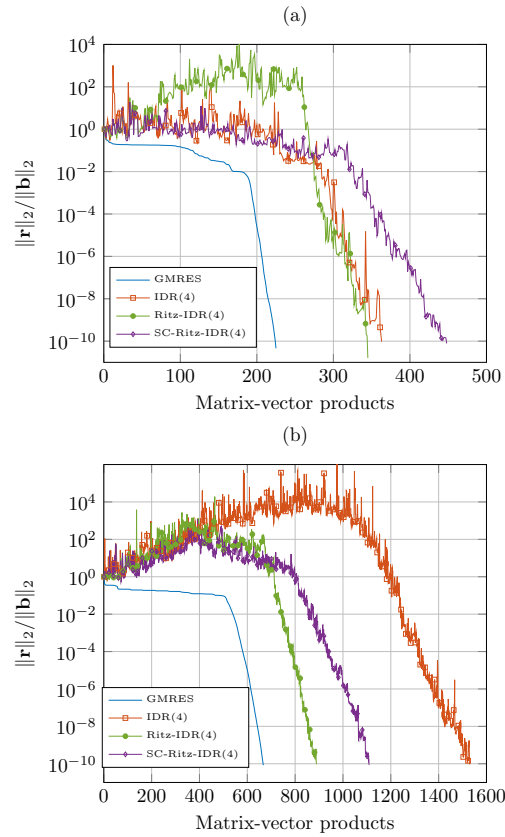 (a)
10^4
10^2
10^0
10^−2
10^−4
10^−6
10^−8
10^−10
‖r‖2/‖b‖2
GMRES
IDR(4)
Ritz-IDR(4)
SC-Ritz-IDR(4)
0 100 200 300 400 500
Matrix-vector products
(b)
10^4
10^2
10^0
10^−2
10^−4
10^−6
10^−8
10^−10
‖r‖2/‖b‖2
GMRES
IDR(4)
Ritz-IDR(4)
SC-Ritz-IDR(4)
0 200 400 600 800 1000 1200 1400 1600
Matrix-vector products